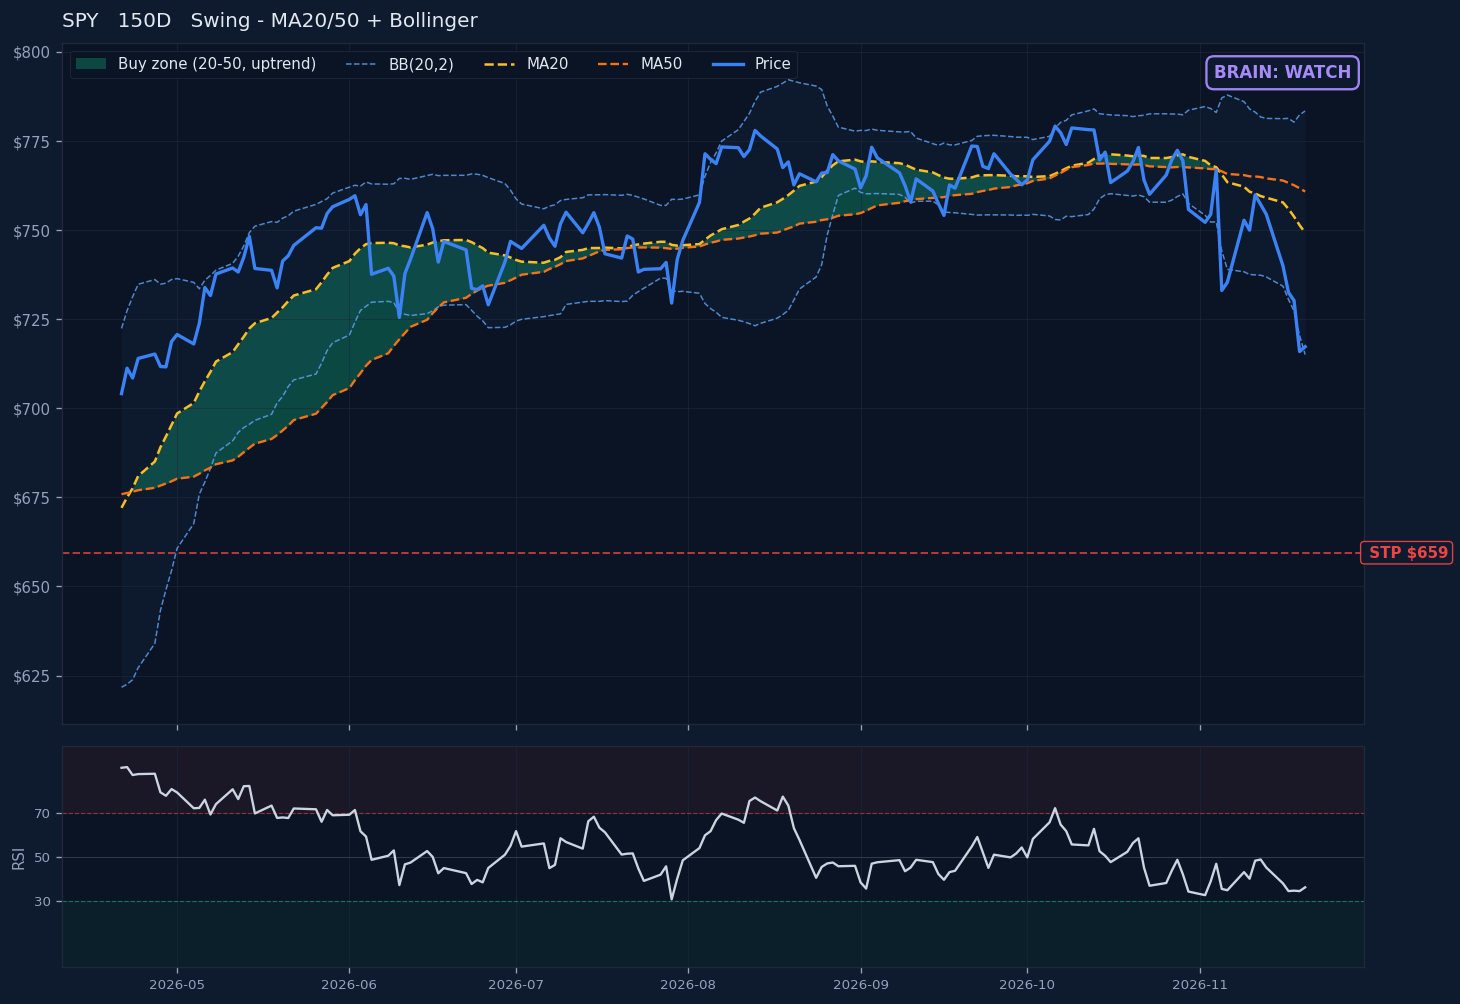 SPY 150D Swing - MA20/50 + Bollinger
Buy zone (20-50, uptrend) BB(20,2) MA20 MA50 Price
BRAIN: WATCH
$800
$775
$750
$725
$700
$675
$650
$625
STP $659
RSI
70
50
30
2026-05 2026-06 2026-07 2026-08 2026-09 2026-10 2026-11